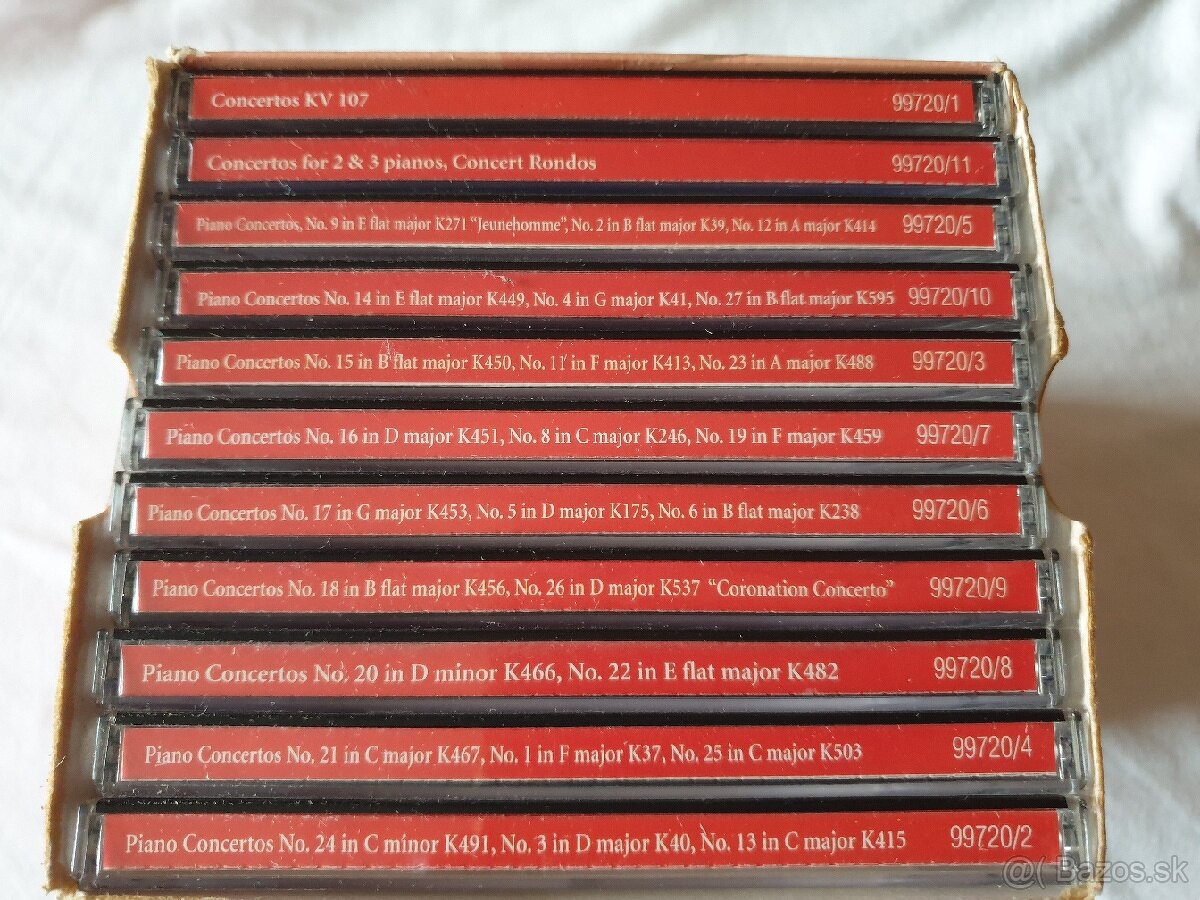 Concertos KV 107 99720/1
Concertos for 2 & 3 pianos, Concert Rondos 99720/11
Piano Concertos, No. 9 in E flat major K271 "Jeunehomme", No. 2 in B flat major K39, No. 12 in A major K414 99720/5
Piano Concertos No. 14 in E flat major K449, No. 4 in G major K41, No. 27 in B flat major K595 99720/10
Piano Concertos No. 15 in B flat major K450, No. 11 in F major K413, No. 23 in A major K488 99720/3
Piano Concertos No. 16 in D major K451, No. 8 in C major K246, No. 19 in F major K459 99720/7
Piano Concertos No. 17 in G major K453, No. 5 in D major K175, No. 6 in B flat major K238 99720/6
Piano Concertos No. 18 in B flat major K456, No. 26 in D major K537 "Coronation Concerto" 99720/9
Piano Concertos No. 20 in D minor K466, No. 22 in E flat major K482 99720/8
Piano Concertos No. 21 in C major K467, No. 1 in F major K37, No. 25 in C major K503 99720/4
Piano Concertos No. 24 in C minor K491, No. 3 in D major K40, No. 13 in C major K415 99720/2
@( Bazos.sk